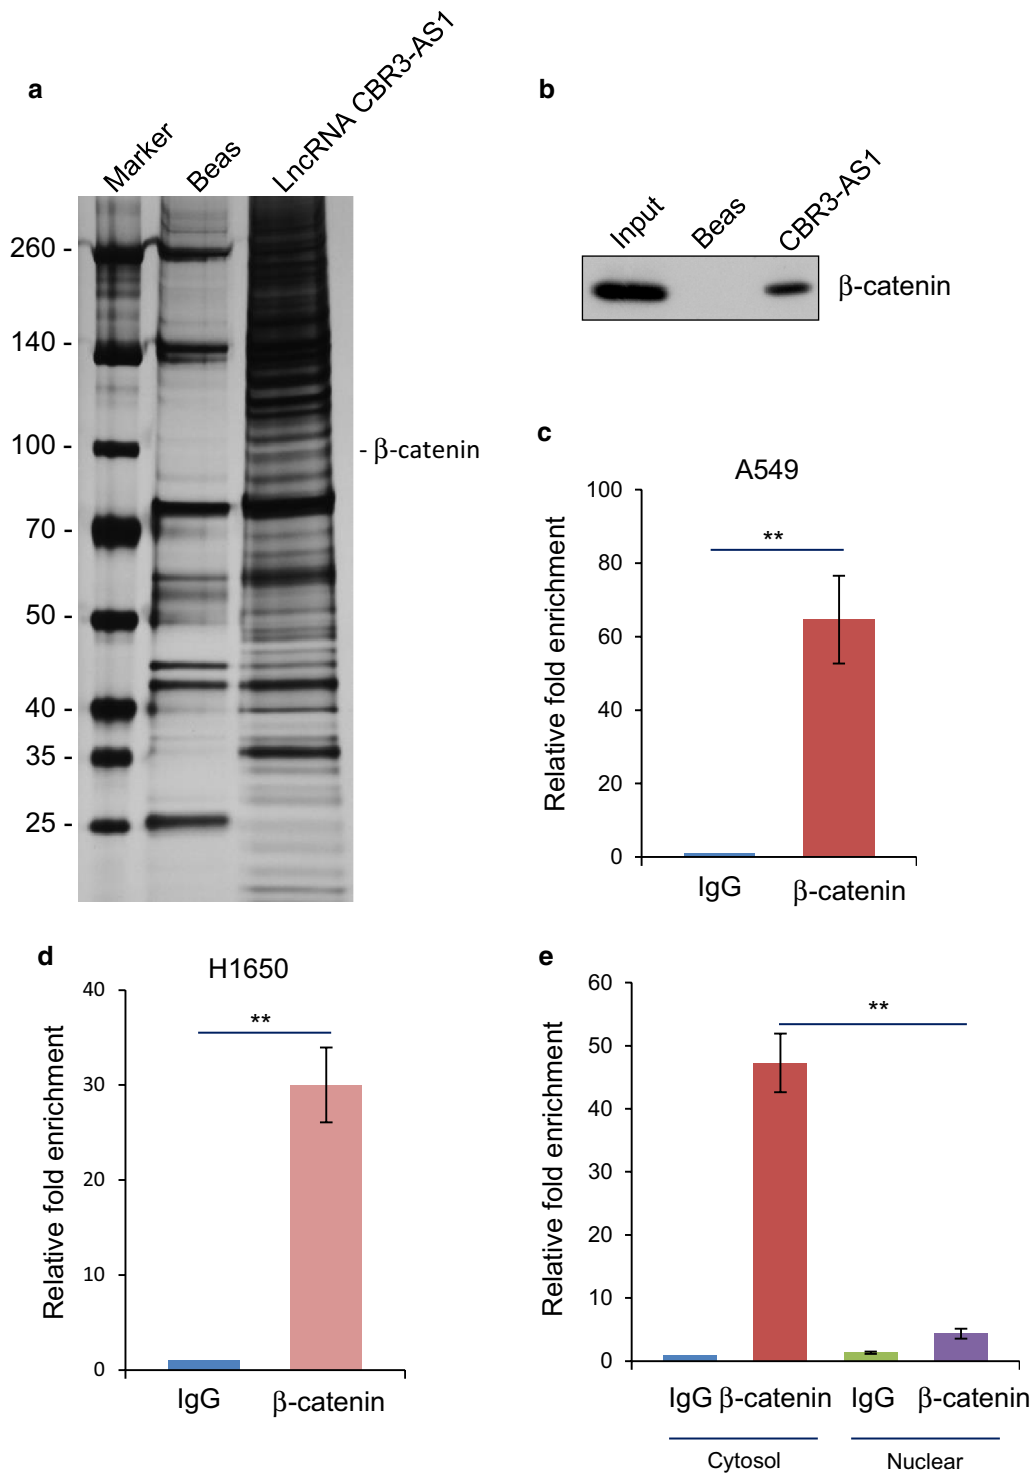 a
Marker
Beas
LncRNA CBR3-AS1
260 -
140 -
100 -
70 -
50 -
40 -
35 -
25 -
- β-catenin
b
Input
Beas
CBR3-AS1
β-catenin
c
A549
Relative fold enrichment
100
80
60
40
20
0
**
IgG
β-catenin
d
H1650
Relative fold enrichment
40
30
20
10
0
**
IgG
β-catenin
e
Relative fold enrichment
60
50
40
30
20
10
0
**
IgG β-catenin IgG β-catenin
Cytosol Nuclear